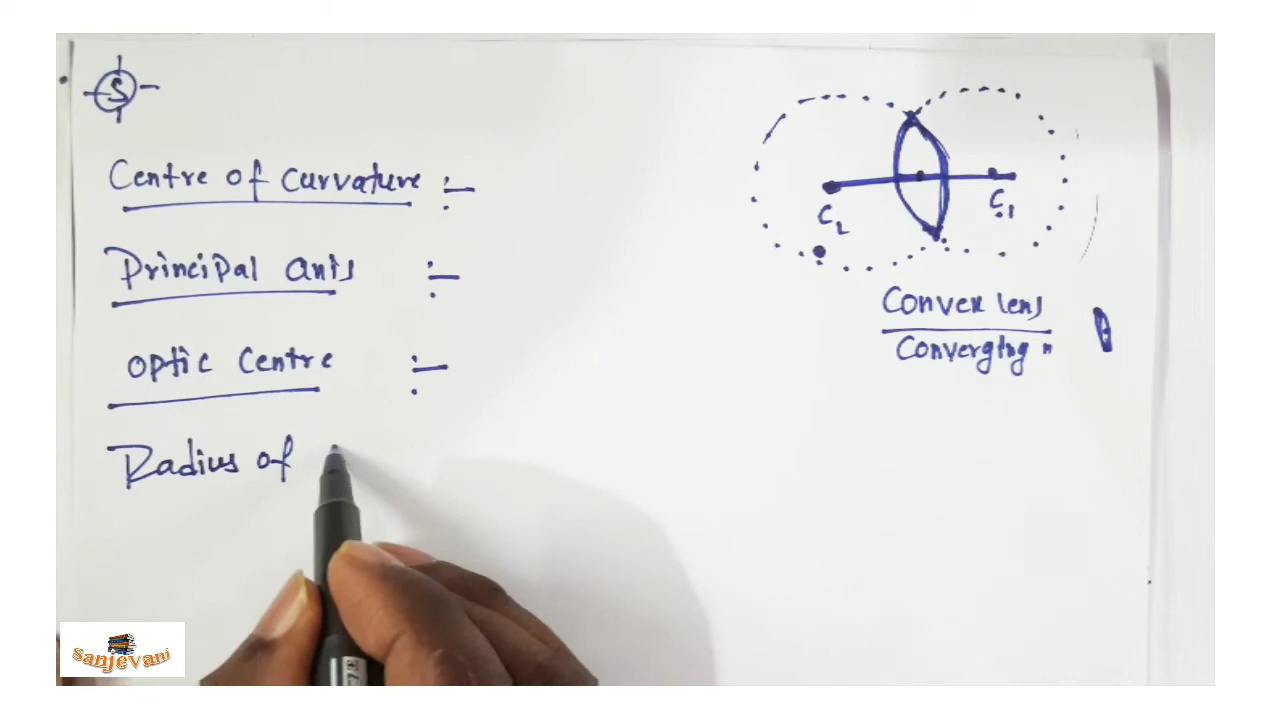 S
Centre of curvature :-
Principal axis :-
optic centre :-
Radius of
C2
C1
Convex lens
Converging "
Sanjevani